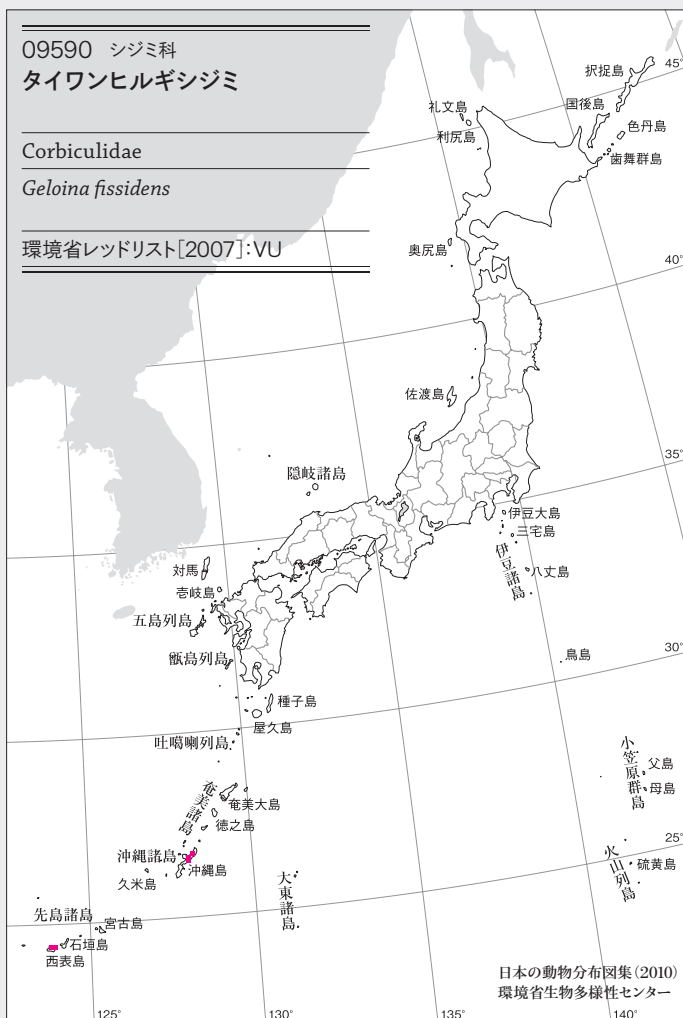 09590 シジミ科
タイワンヒルギシジミ
Corbiculidae
Geloina fissidens
環境省レッドリスト[2007]:VU
択捉島
45°
国後島
礼文島
色丹島
利尻島
歯舞群島
奥尻島
40°
佐渡島
35°
隠岐諸島
伊豆大島
三宅島
伊豆諸島
八丈島
対馬
壱岐島
五島列島
甑島列島
鳥島
30°
種子島
屋久島
吐噶喇列島
小笠原群島
父島
母島
奄美諸島
奄美大島
徳之島
25°
沖縄諸島
沖縄島
火山列島
硫黄島
久米島
大東諸島
先島諸島
宮古島
石垣島
西表島
日本の動物分布図集(2010)
環境省生物多様性センター
125°
130°
135°
140°